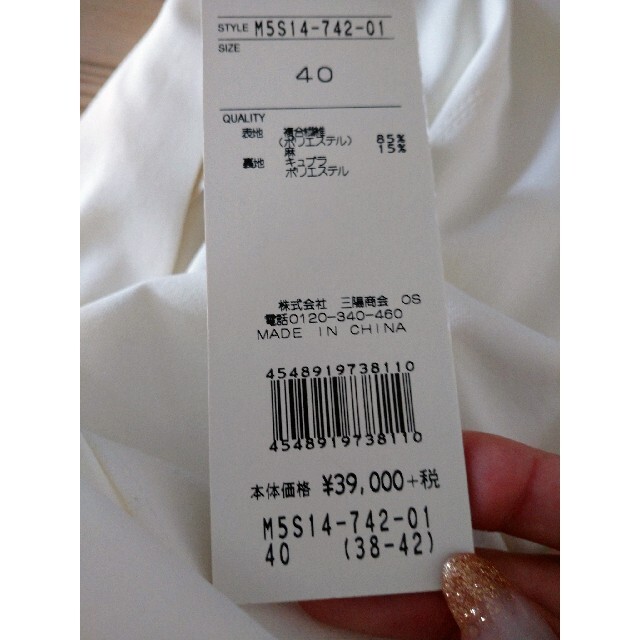 STYLE M5S14-742-01
SIZE
40
QUALITY
表地 複合繊維
(ポリエステル) 85%
麻 15%
裏地 キュプラ
ポリエステル
株式会社 三陽商会 OS
電話0120-340-460
MADE IN CHINA
4548919738110
4548919738110
本体価格 ¥39,000+税
M5S14-742-01
40 (38-42)